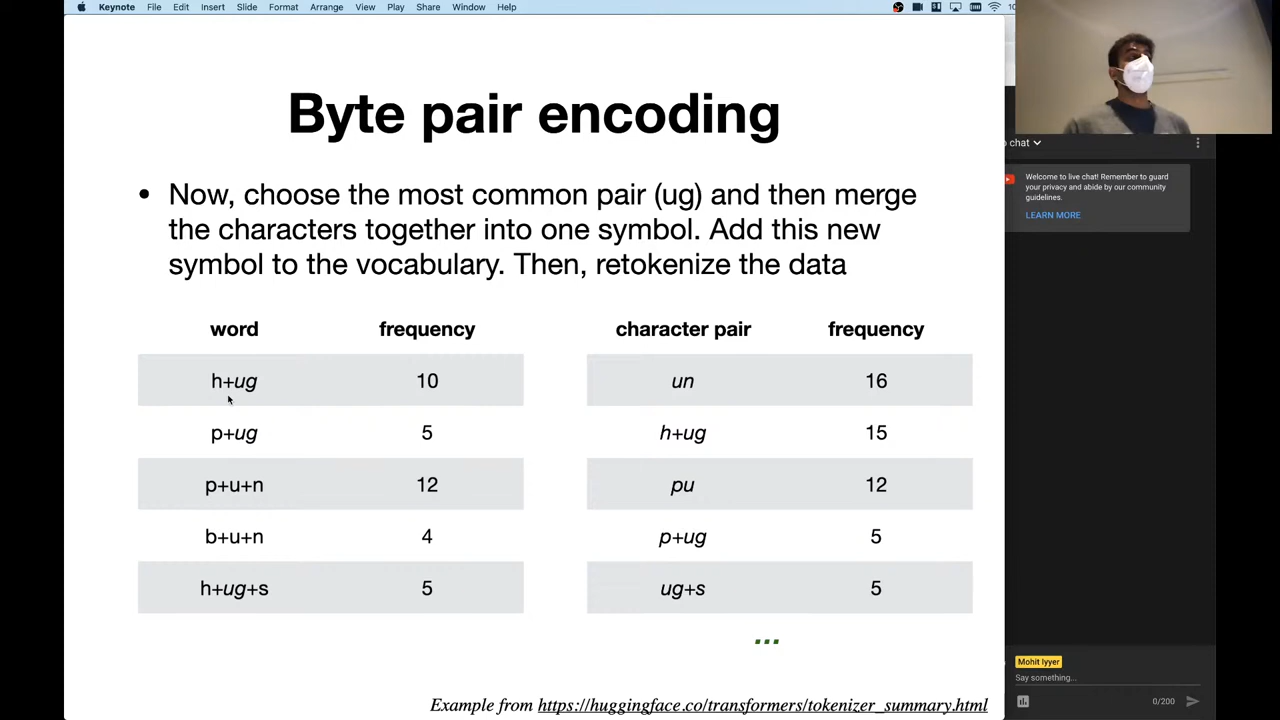 Keynote File Edit Insert Slide Format Arrange View Play Share Window Help
Byte pair encoding
• Now, choose the most common pair (ug) and then merge
the characters together into one symbol. Add this new
symbol to the vocabulary. Then, retokenize the data
word frequency character pair frequency
h+ug 10 un 16
p+ug 5 h+ug 15
p+u+n 12 pu 12
b+u+n 4 p+ug 5
h+ug+s 5 ug+s 5
...
Example from https://huggingface.co/transformers/tokenizer_summary.html
chat
Welcome to live chat! Remember to guard
your privacy and abide by our community
guidelines.
LEARN MORE
Mohit Iyyer
Say something...
0/200